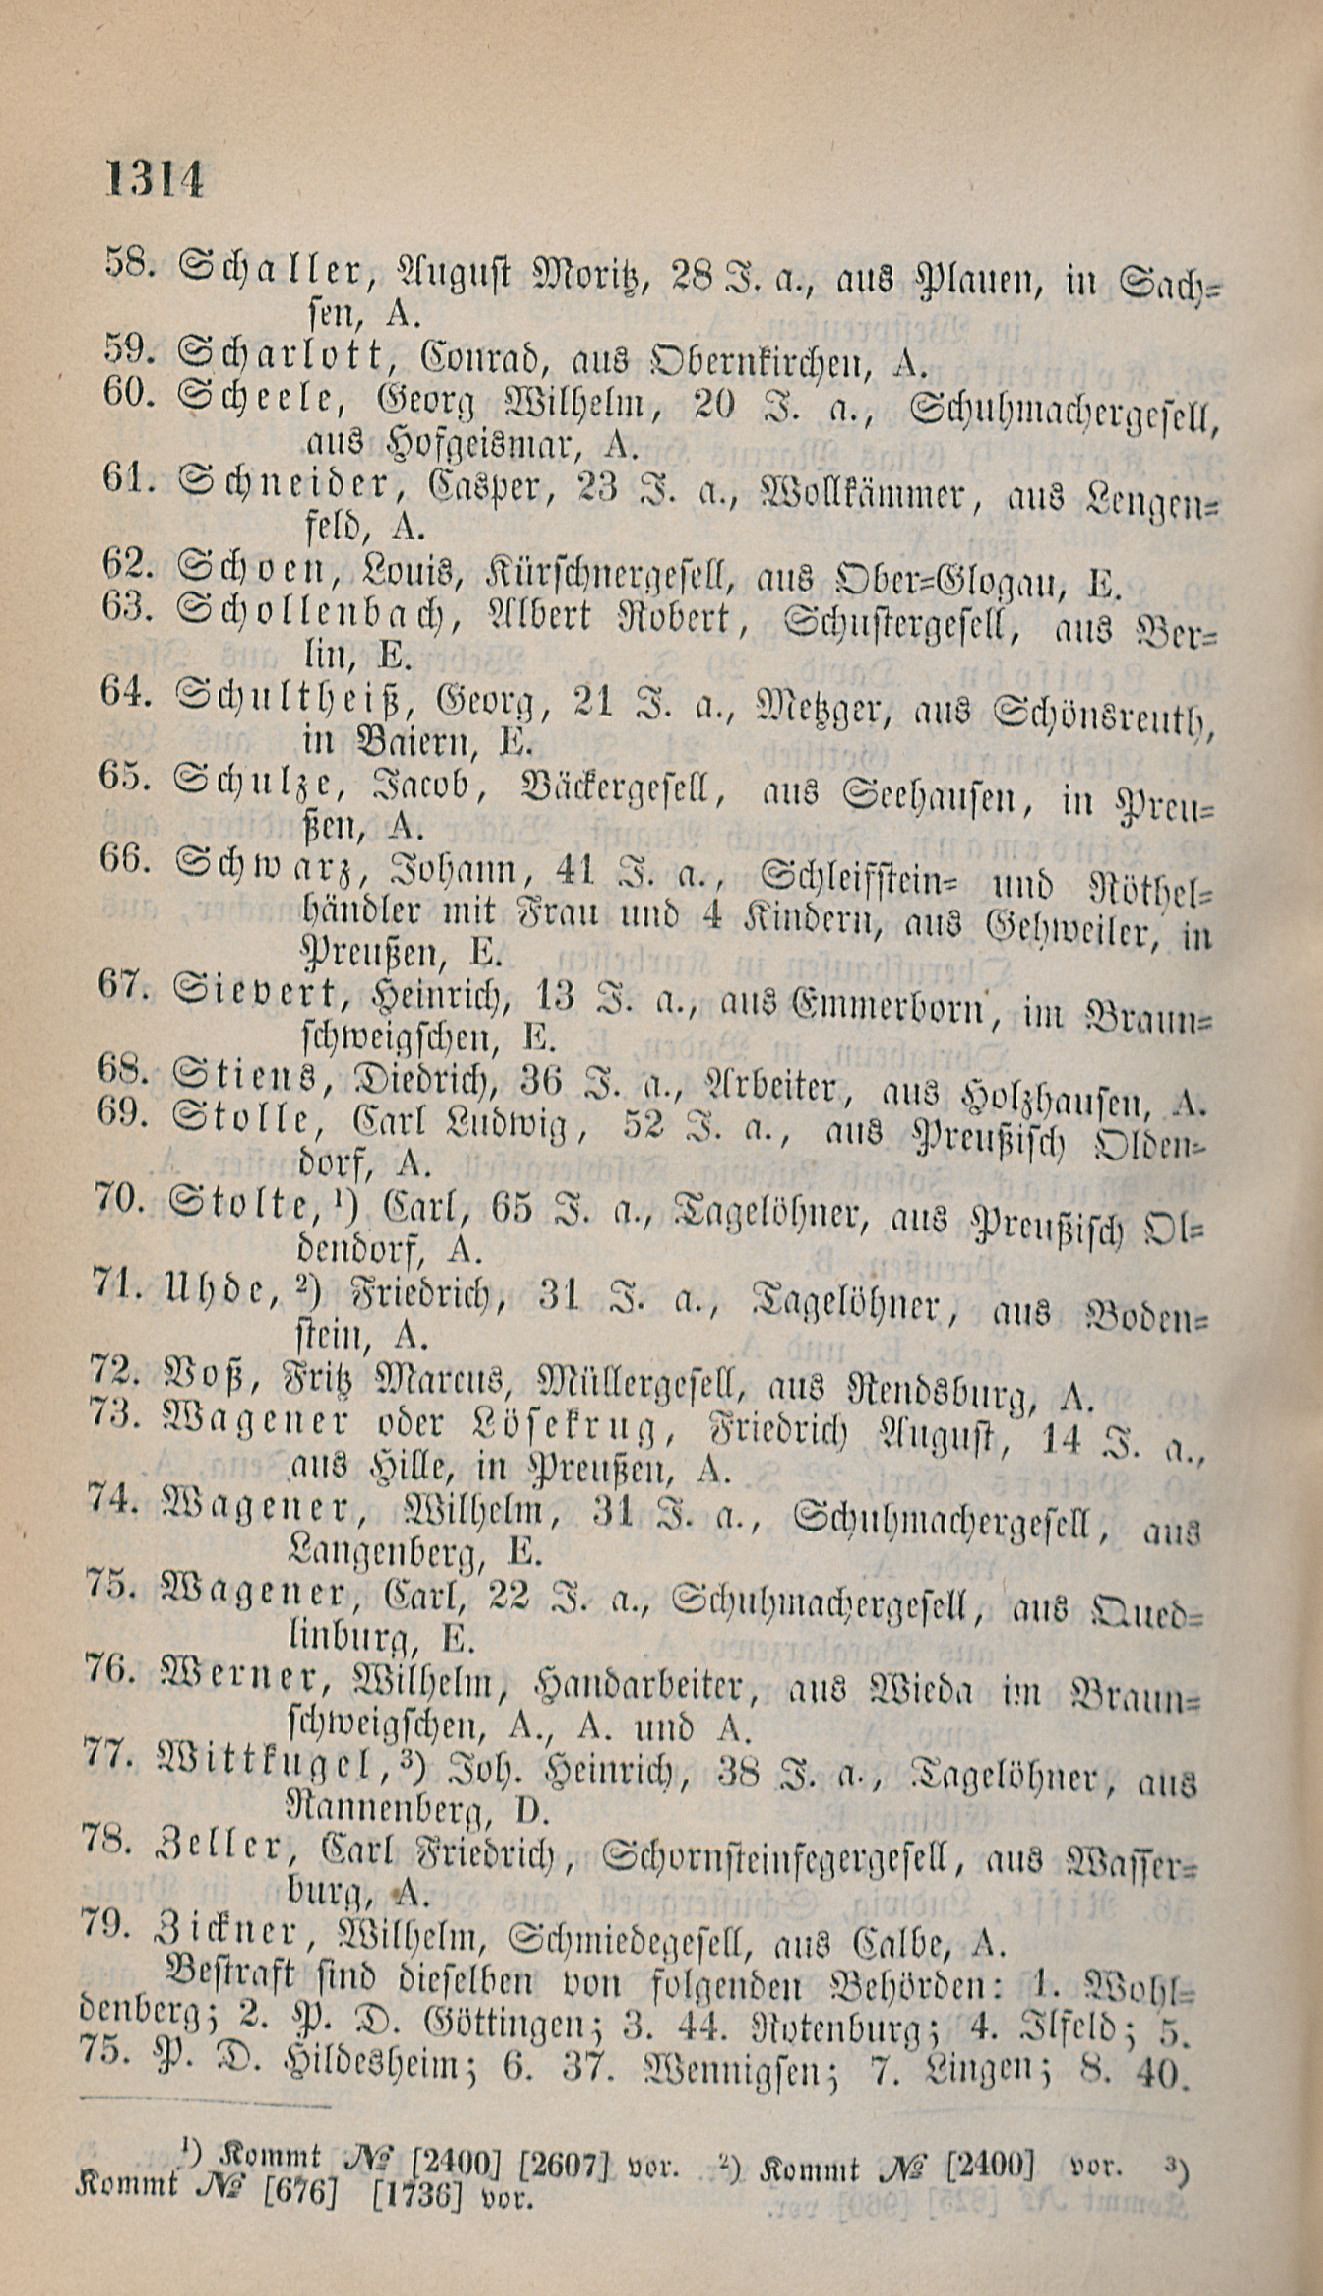 1314
58. Schaller, August Moritz, 28 J. a., aus Plauen, in Sach=
sen, A.
59. Scharlott, Conrad, aus Obernkirchen, A.
60. Scheele, Georg Wilhelm, 20 J. a., Schuhmachergesell,
aus Hofgeismar, A.
61. Schneider, Casper, 23 J. a., Wollkämmer, aus Lengen=
feld, A.
62. Schoen, Louis, Kürschnergesell, aus Ober=Glogau, E.
63. Schollenbach, Albert Robert, Schustergesell, aus Ber=
lin, E.
64. Schultheiß, Georg, 21 J. a., Metzger, aus Schönsreuth,
in Baiern, E.
65. Schulze, Jacob, Bäckergesell, aus Seehausen, in Preu=
ßen, A.
66. Schwarz, Johann, 41 J. a., Schleifstein= und Röthel=
händler mit Frau und 4 Kindern, aus Gehweiler, in
Preußen, E.
67. Sievert, Heinrich, 13 J. a., aus Emmerborn, im Braun=
schweigschen, E.
68. Stiens, Diedrich, 36 J. a., Arbeiter, aus Holzhausen, A.
69. Stolle, Carl Ludwig, 52 J. a., aus Preußisch Olden=
dorf, A.
70. Stolte,¹) Carl, 65 J. a., Tagelöhner, aus Preußisch Ol=
dendorf, A.
71. Uhde,²) Friedrich, 31 J. a., Tagelöhner, aus Boden=
stein, A.
72. Voß, Fritz Marcus, Müllergesell, aus Rendsburg, A.
73. Wagener oder Lösekrug, Friedrich August, 14 J. a.,
aus Hille, in Preußen, A.
74. Wagener, Wilhelm, 31 J. a., Schuhmachergesell, aus
Langenberg, E.
75. Wagener, Carl, 22 J. a., Schuhmachergesell, aus Qued=
linburg, E.
76. Werner, Wilhelm, Handarbeiter, aus Wieda im Braun=
schweigschen, A., A. und A.
77. Wittkugel,³) Joh. Heinrich, 38 J. a., Tagelöhner, aus
Rannenberg, D.
78. Zeller, Carl Friedrich, Schornsteinfegergesell, aus Wasser=
burg, A.
79. Zickner, Wilhelm, Schmiedegesell, aus Calbe, A.
Bestraft sind dieselben von folgenden Behörden: 1. Wohl=
denberg; 2. P. D. Göttingen; 3. 44. Rotenburg; 4. Ilfeld; 5.
75. P. D. Hildesheim; 6. 37. Wennigsen; 7. Lingen; 8. 40.
¹) Kommt № [2400] [2607] vor. ²) Kommt № [2400] vor. ³)
Kommt № [676] [1736] vor.